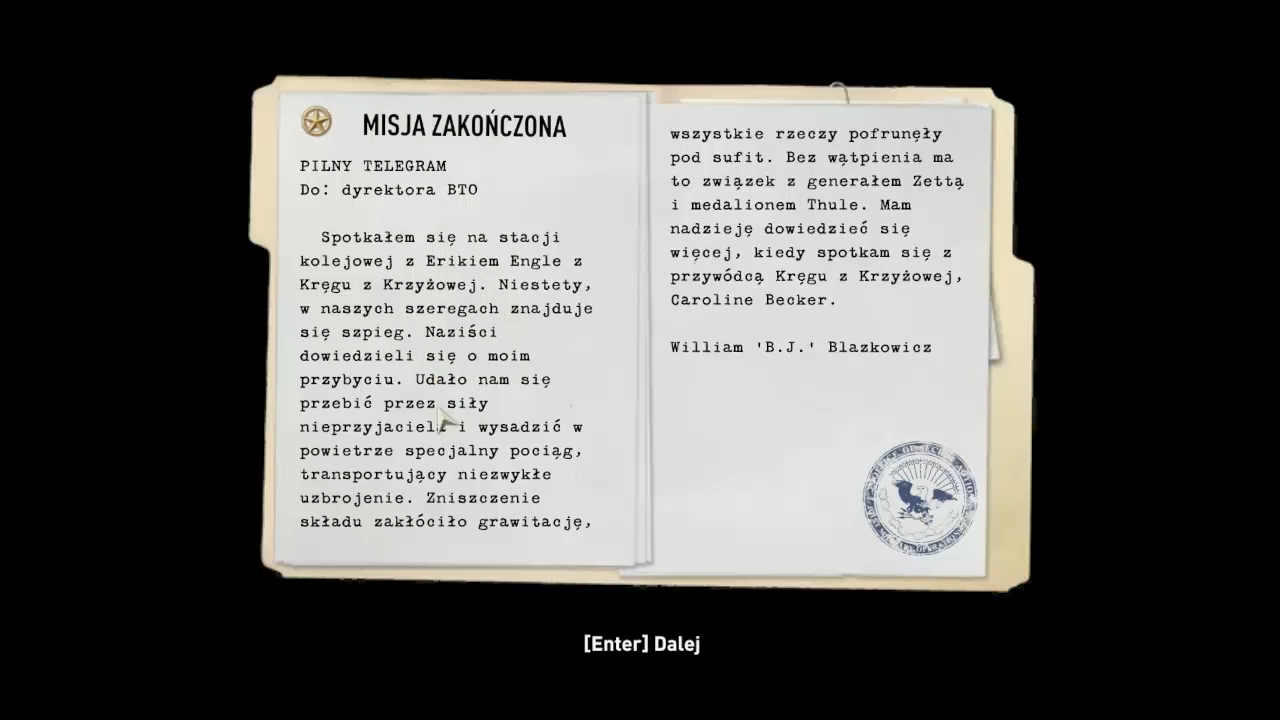 MISJA ZAKOŃCZONA
PILNY TELEGRAM
Do: dyrektora BTO
Spotkałem się na stacji
kolejowej z Erikiem Engle z
Kręgu z Krzyżowej. Niestety,
w naszych szeregach znajduje
się szpieg. Naziści
dowiedzieli się o moim
przybyciu. Udało nam się
przebić przez siły
nieprzyjaciela i wysadzić w
powietrze specjalny pociąg,
transportujący niezwykłe
uzbrojenie. Zniszczenie
składu zakłóciło grawitację,
wszystkie rzeczy pofrunęły
pod sufit. Bez wątpienia ma
to związek z generałem Zettą
i medalionem Thule. Mam
nadzieję dowiedzieć się
więcej, kiedy spotkam się z
przywódcą Kręgu z Krzyżowej,
Caroline Becker.
William 'B.J.' Blazkowicz
[Enter] Dalej